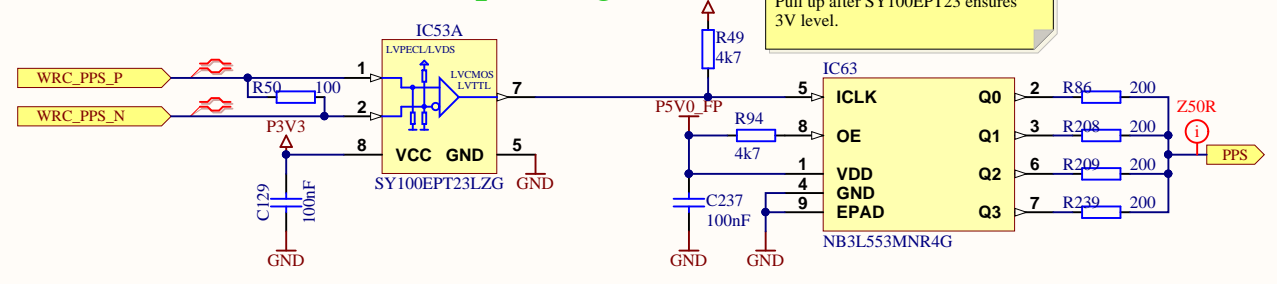 Pull up after SY100EPT23 ensures
3V level.
IC53A
LVPECL/LVDS
LVCMOS
LVTTL
WRC_PPS_P
R50
100
1
7
WRC_PPS_N
2
P3V3
8
VCC
GND
5
GND
SY100EPT23LZG
C129
100nF
GND
R49
4k7
P5V0_FP
R94
4k7
C237
100nF
GND
GND
IC63
5
ICLK
Q0
2
R86
200
8
OE
Q1
3
R208
200
1
VDD
Q2
6
R209
200
4
GND
9
EPAD
Q3
7
R239
200
NB3L553MNR4G
Z50R
i
PPS